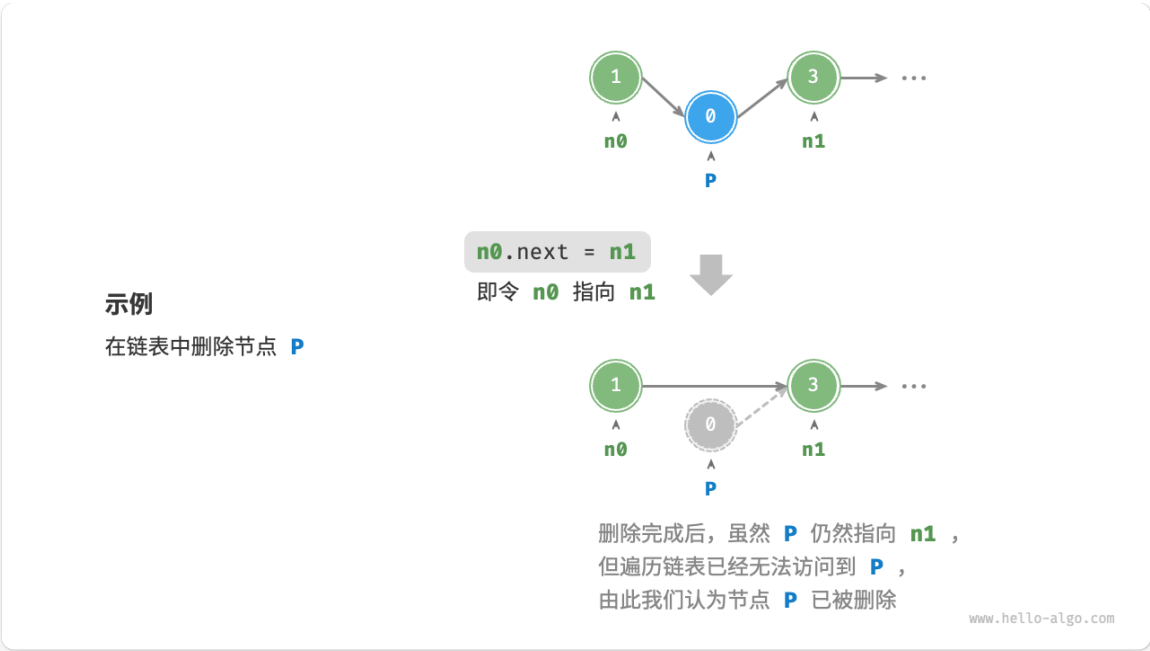 1 3 ...
0
n0 n1
P
n0.next = n1
即令 n0 指向 n1
示例
在链表中删除节点 P
1 3 ...
0
n0 n1
P
删除完成后，虽然 P 仍然指向 n1 ，
但遍历链表已经无法访问到 P ，
由此我们认为节点 P 已被删除
www.hello-algo.com